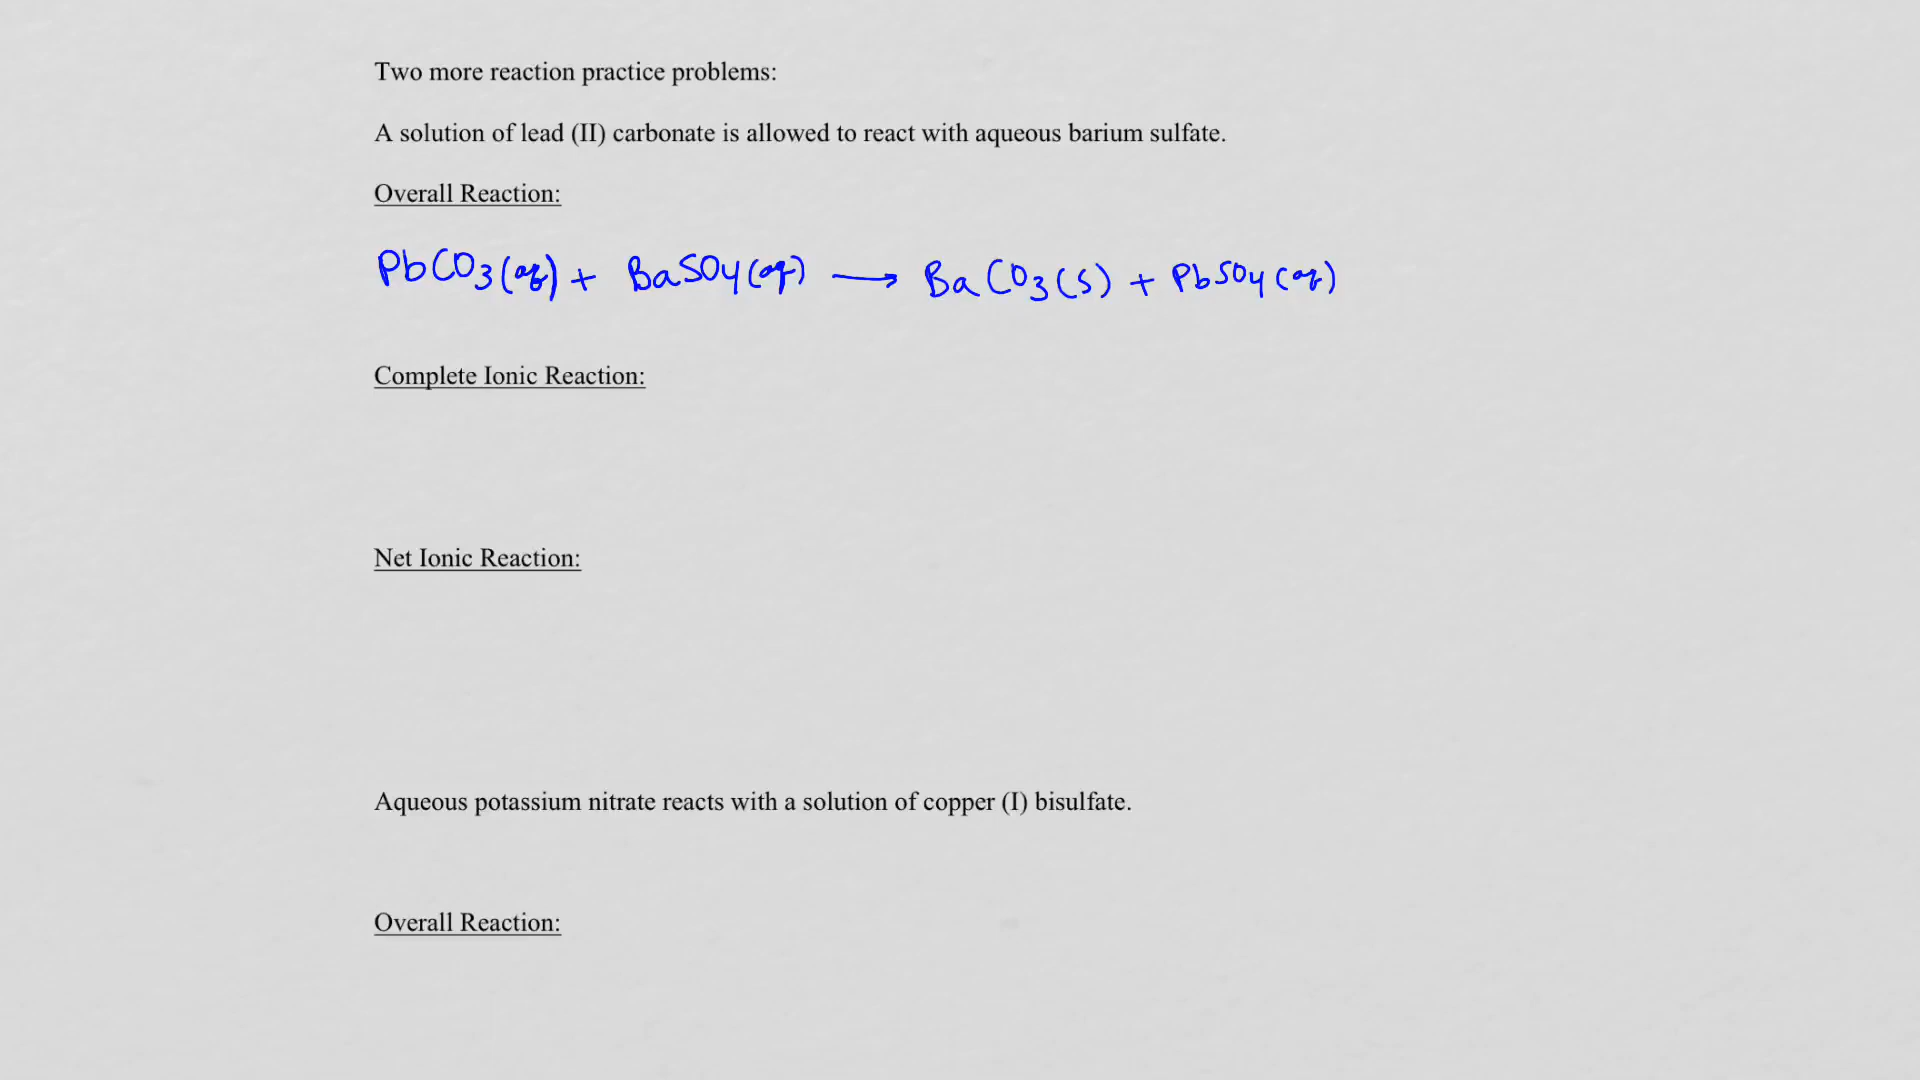 Two more reaction practice problems:
A solution of lead (II) carbonate is allowed to react with aqueous barium sulfate.
Overall Reaction:
PbCO3(aq) + BaSO4(aq) → BaCO3(s) + PbSO4(aq)
Complete Ionic Reaction:
Net Ionic Reaction:
Aqueous potassium nitrate reacts with a solution of copper (I) bisulfate.
Overall Reaction: